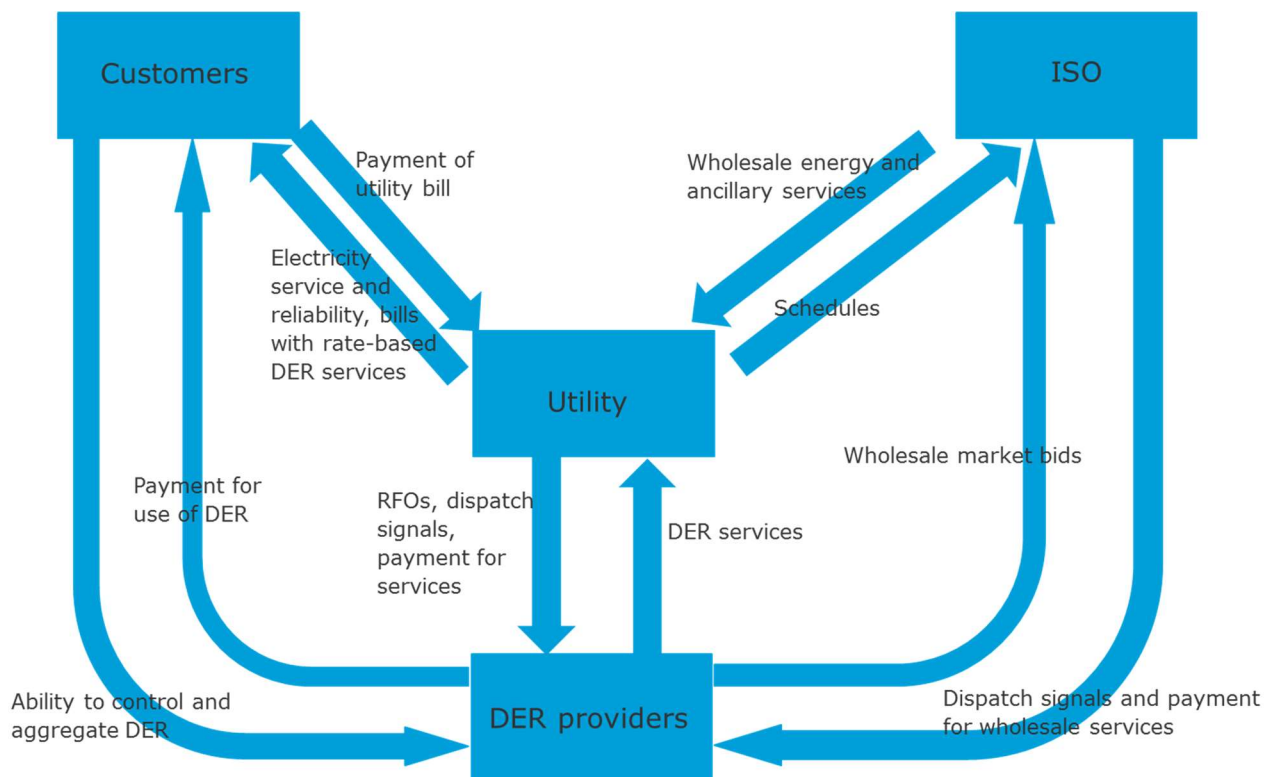 Customers
ISO
Payment of
utility bill
Wholesale energy and
ancillary services
Electricity
service and
reliability, bills
with rate-based
DER services
Schedules
Utility
Wholesale market bids
Payment for
use of DER
RFOs, dispatch
signals,
payment for
services
DER services
Ability to control and
aggregate DER
DER providers
Dispatch signals and payment
for wholesale services